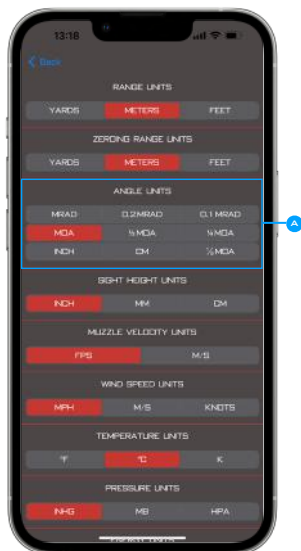 13:18
Back
RANGE UNITS
YARDS METERS FEET
ZEROING RANGE UNITS
YARDS METERS FEET
ANGLE UNITS
MRAD 0.2MRAD 0.1 MRAD
MOA ½ MOA ¼ MOA
INCH CM ⅛ MOA
A
SIGHT HEIGHT UNITS
INCH MM CM
MUZZLE VELOCITY UNITS
FPS M/S
WIND SPEED UNITS
MPH M/S KNOTS
TEMPERATURE UNITS
°F °C K
PRESSURE UNITS
INHG MB HPA